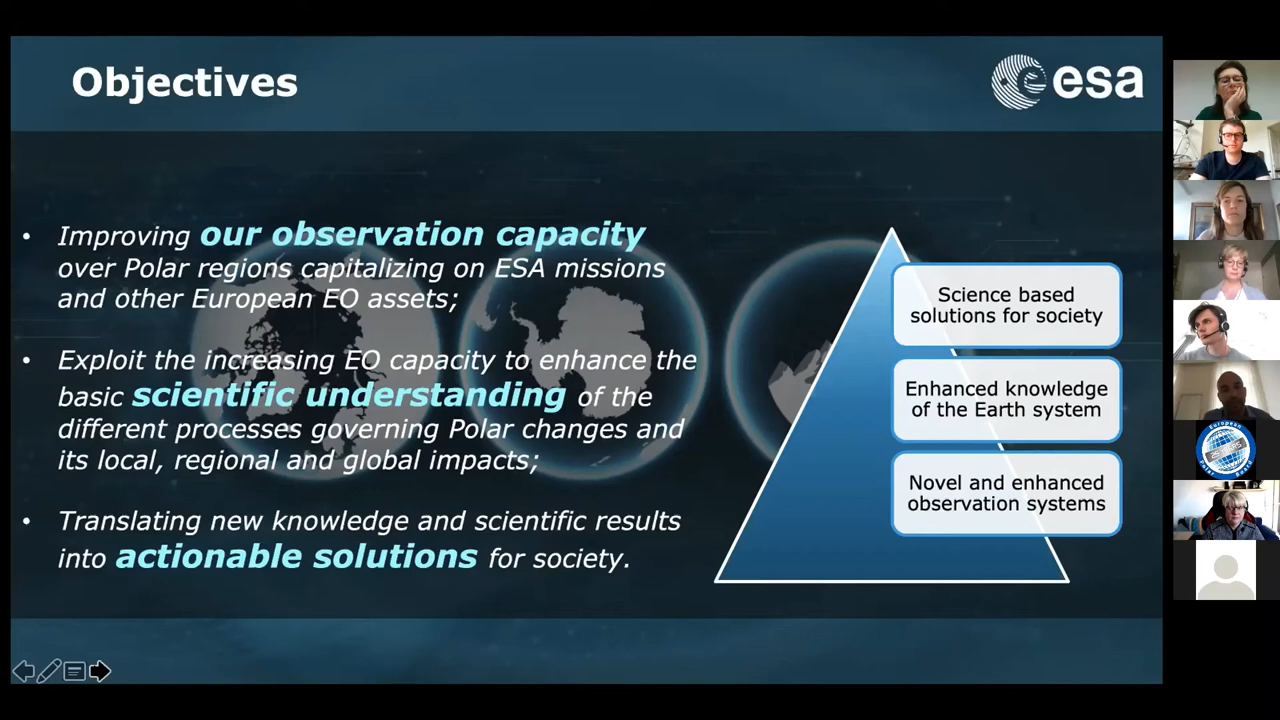 Objectives
esa
• Improving our observation capacity
over Polar regions capitalizing on ESA missions
and other European EO assets;
• Exploit the increasing EO capacity to enhance the
basic scientific understanding of the
different processes governing Polar changes and
its local, regional and global impacts;
• Translating new knowledge and scientific results
into actionable solutions for society.
Science based
solutions for society
Enhanced knowledge
of the Earth system
Novel and enhanced
observation systems
European
Polar
Board